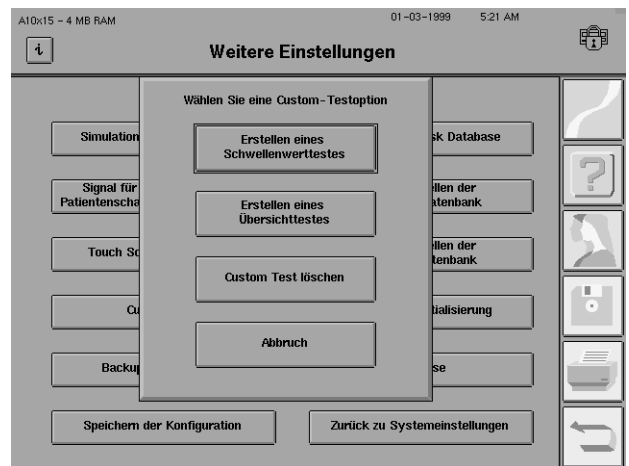 A10x15 – 4 MB RAM
01-03-1999 5:21 AM
i
Weitere Einstellungen
Wählen Sie eine Custom-Testoption
Simulation
Erstellen eines
Schwellenwerttestes
sk Database
Signal für
Patientenscha
Erstellen eines
Übersichttestes
llen der
atenbank
Touch Sc
Custom Test löschen
llen der
tenbank
Cu
tialisierung
Abbruch
Backup
se
Speichern der Konfiguration
Zurück zu Systemeinstellungen